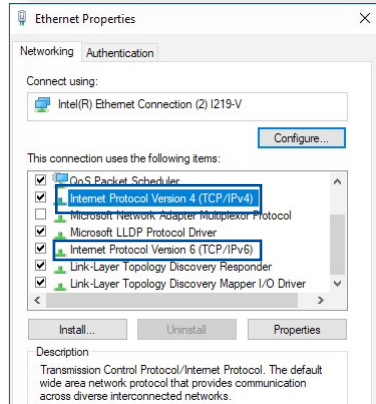 Ethernet Properties
Networking Authentication
Connect using:
Intel(R) Ethernet Connection (2) I219-V
Configure...
This connection uses the following items:
QoS Packet Scheduler
Internet Protocol Version 4 (TCP/IPv4)
Microsoft Network Adapter Multiplexor Protocol
Microsoft LLDP Protocol Driver
Internet Protocol Version 6 (TCP/IPv6)
Link-Layer Topology Discovery Responder
Link-Layer Topology Discovery Mapper I/O Driver
Install... Uninstall Properties
Description
Transmission Control Protocol/Internet Protocol. The default
wide area network protocol that provides communication
across diverse interconnected networks.